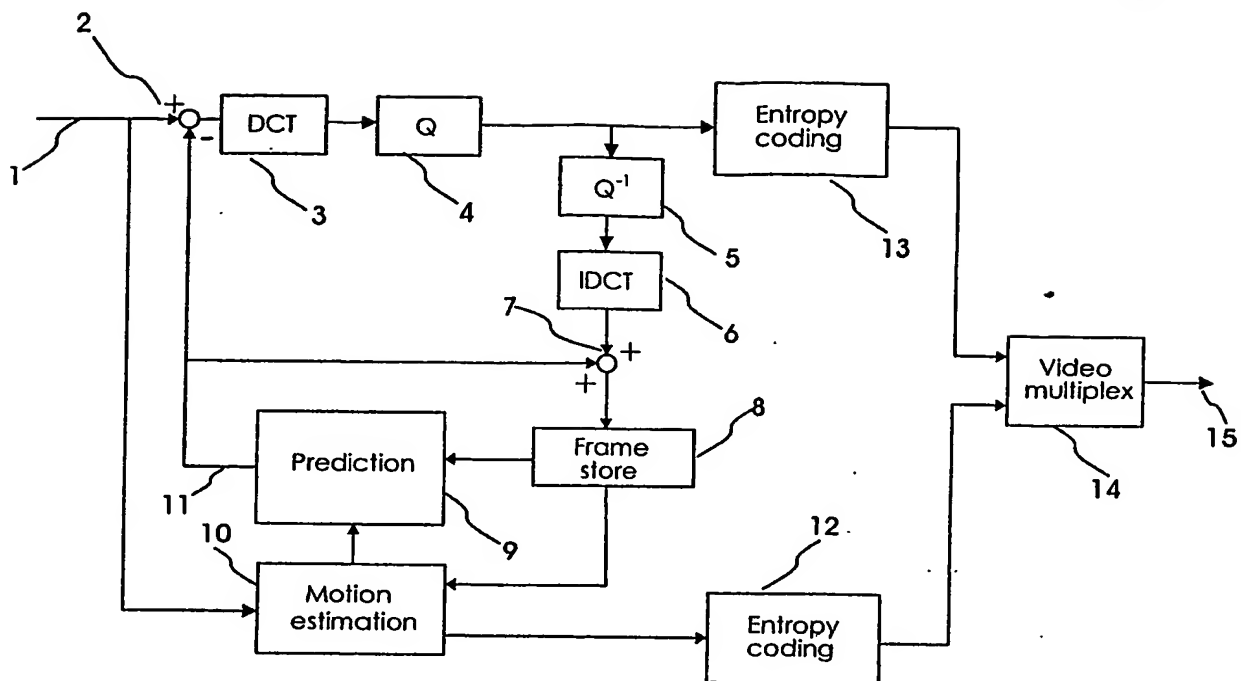 2
+
-
1
DCT
3
Q
4
Entropy
coding
13
Q⁻¹
5
IDCT
6
7
+
+
Frame
store
8
Prediction
11
9
10
Motion
estimation
12
Entropy
coding
Video
multiplex
14
15